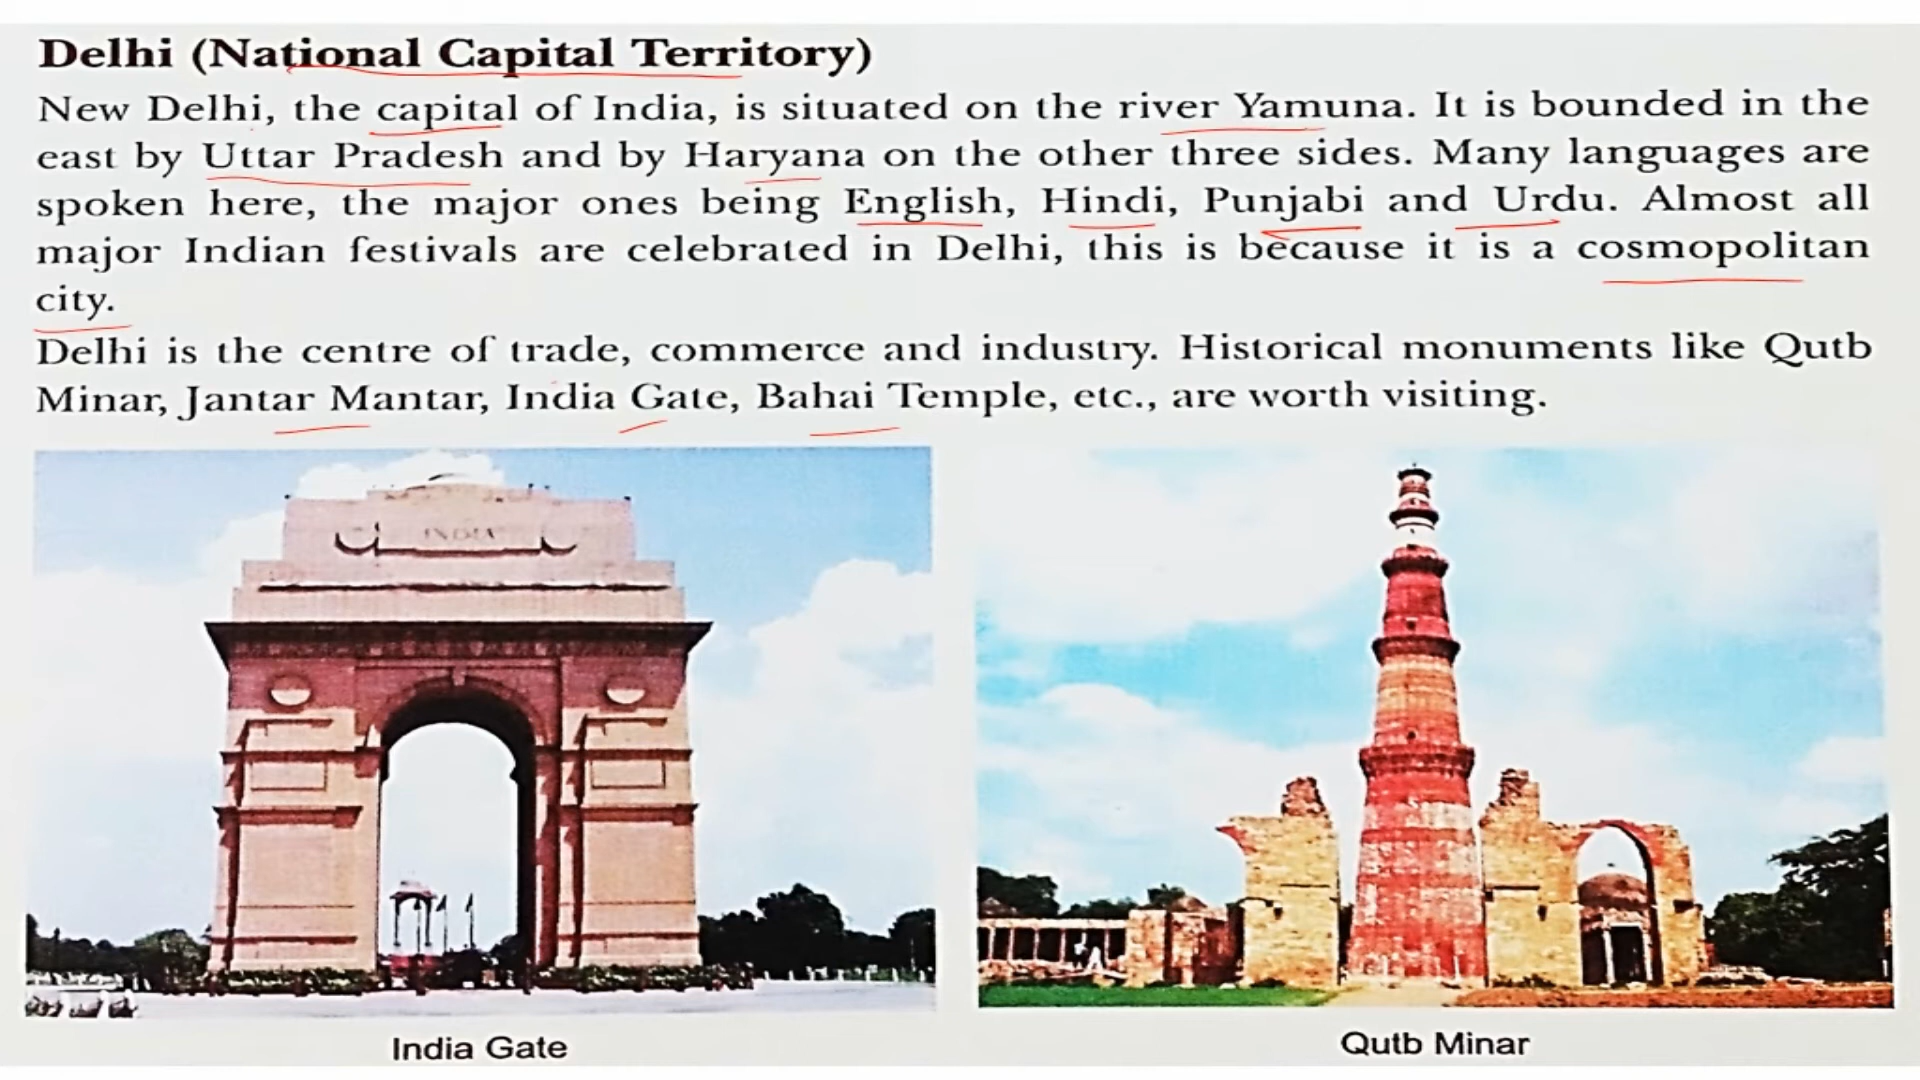 Delhi (National Capital Territory)
New Delhi, the capital of India, is situated on the river Yamuna. It is bounded in the
east by Uttar Pradesh and by Haryana on the other three sides. Many languages are
spoken here, the major ones being English, Hindi, Punjabi and Urdu. Almost all
major Indian festivals are celebrated in Delhi, this is because it is a cosmopolitan
city.
Delhi is the centre of trade, commerce and industry. Historical monuments like Qutb
Minar, Jantar Mantar, India Gate, Bahai Temple, etc., are worth visiting.
INDIA
India Gate
Qutb Minar